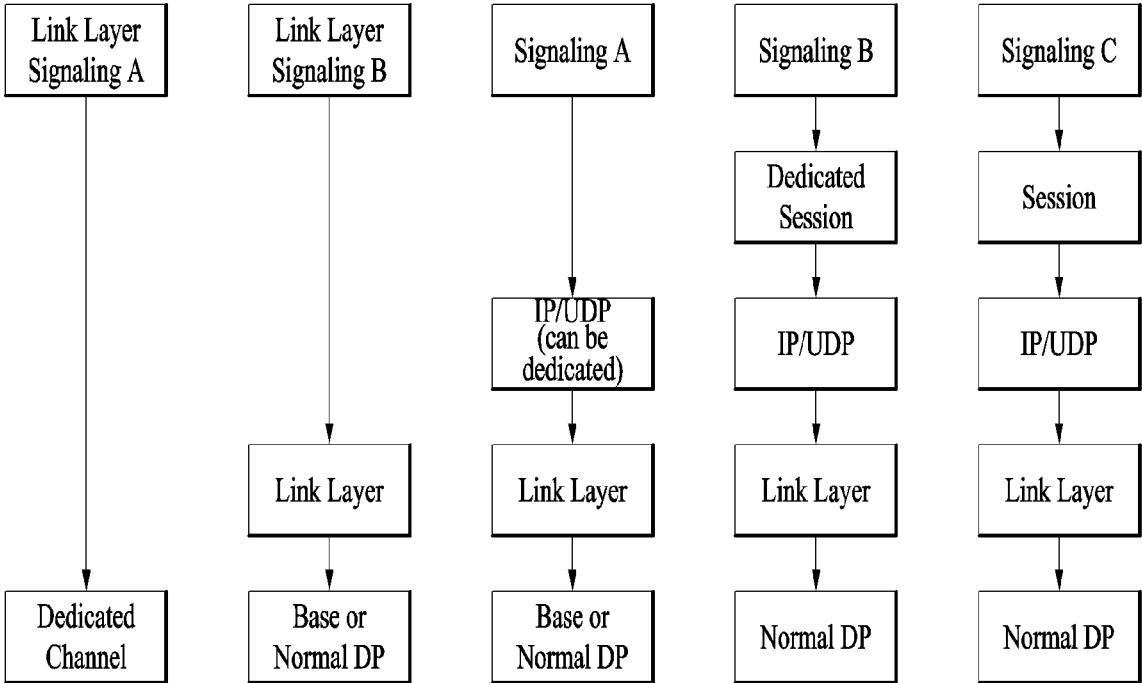 Link Layer
Signaling A
Link Layer
Signaling B
Signaling A
Signaling B
Signaling C
Dedicated
Session
Session
IP/UDP
(can be
dedicated)
IP/UDP
IP/UDP
Link Layer
Link Layer
Link Layer
Link Layer
Dedicated
Channel
Base or
Normal DP
Base or
Normal DP
Normal DP
Normal DP